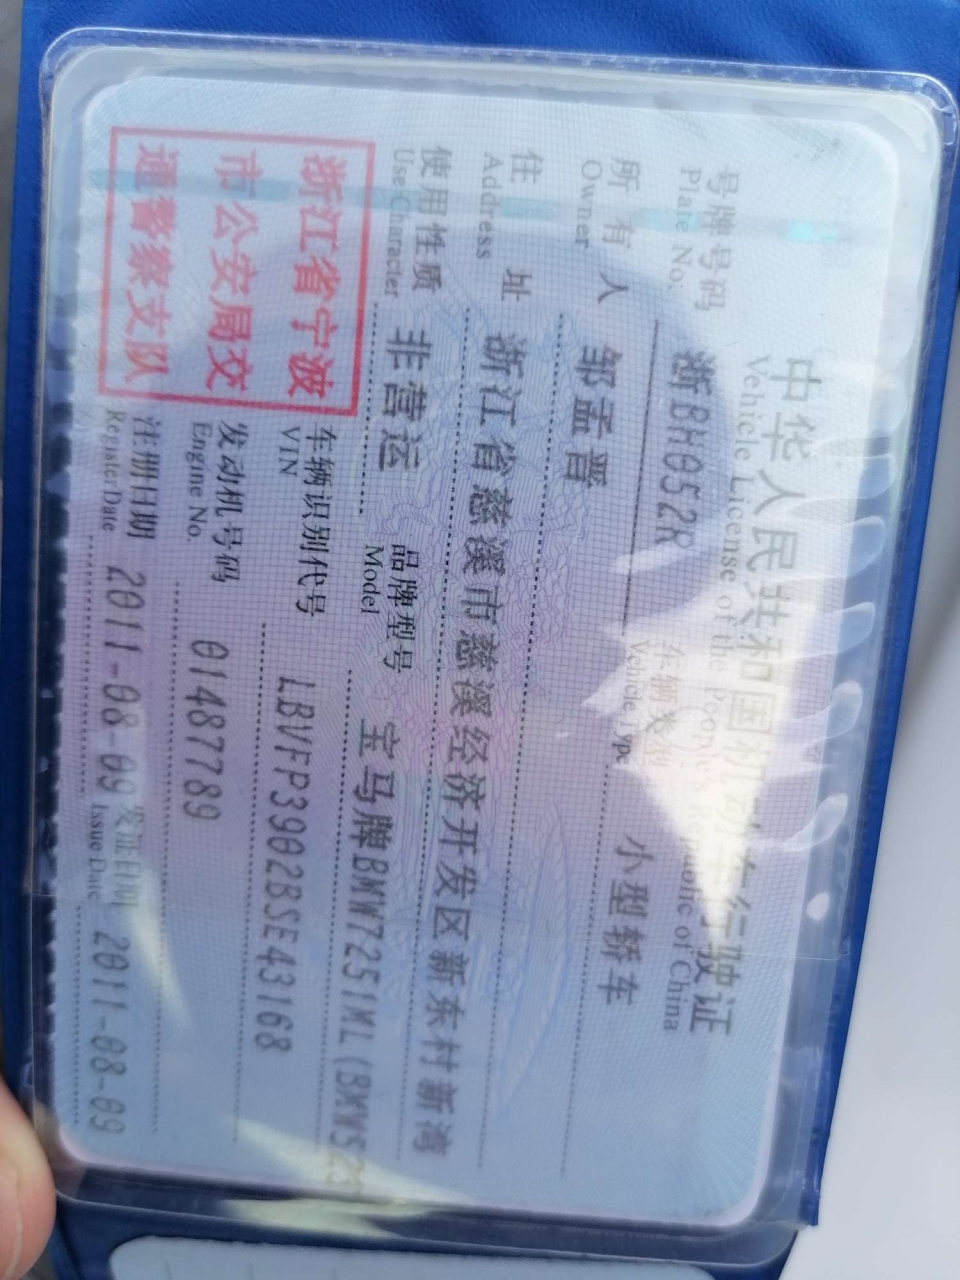 中华人民共和国机动车行驶证
Vehicle License of the People's Republic of China
号牌号码 浙BH052R 车辆类型 小型轿车
Plate No. Vehicle Type
所有人 邹孟晋
Owner
住址 浙江省慈溪市慈溪经济开发区新东村新湾
Address
使用性质 非营运 品牌型号 宝马牌BMW7251ML(BMW523
Use Character Model
浙江省宁波
市公安局交
通警察支队
车辆识别代号 LBVFP3902BSE43168
VIN
发动机号码 01487789
Engine No.
注册日期 2011-08-09 发证日期 2011-08-09
Register Date Issue Date